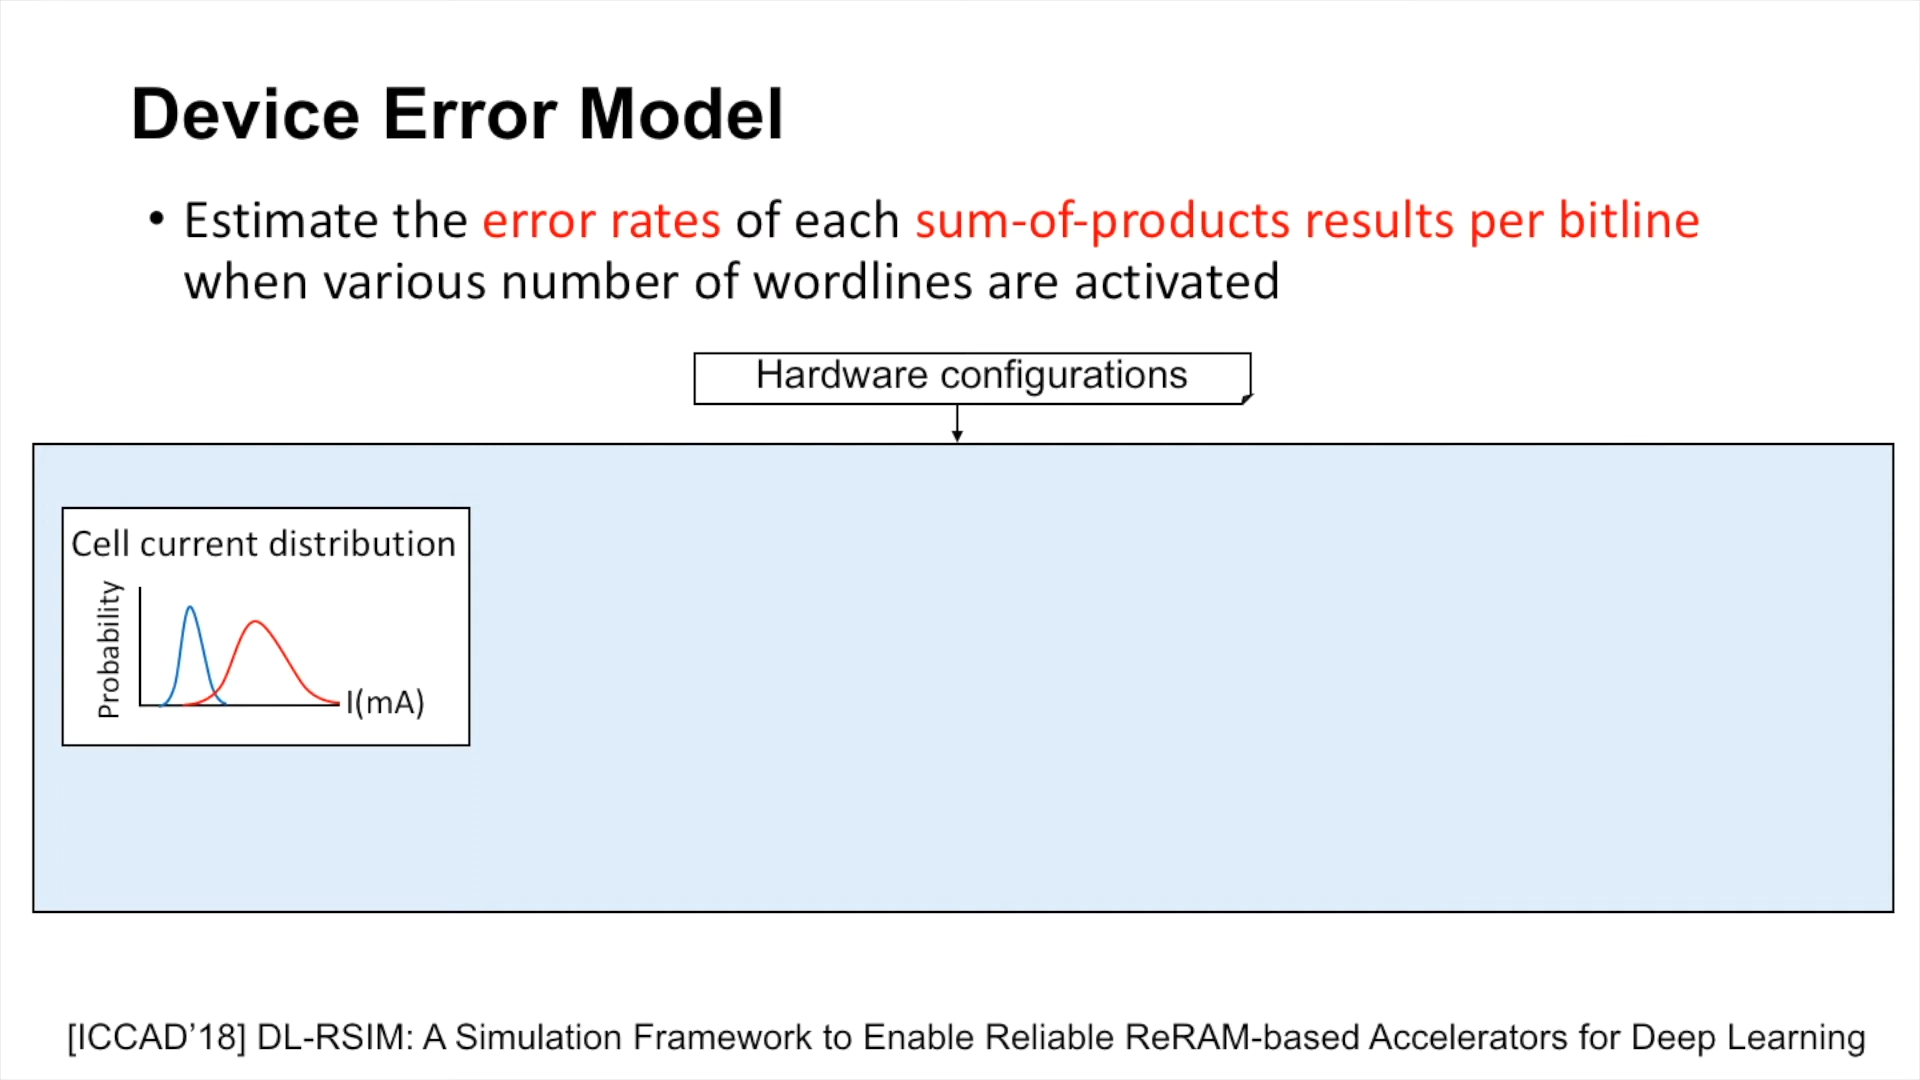 Device Error Model
• Estimate the error rates of each sum-of-products results per bitline
when various number of wordlines are activated
Hardware configurations
Cell current distribution
Probability
I(mA)
[ICCAD’18] DL-RSIM: A Simulation Framework to Enable Reliable ReRAM-based Accelerators for Deep Learning